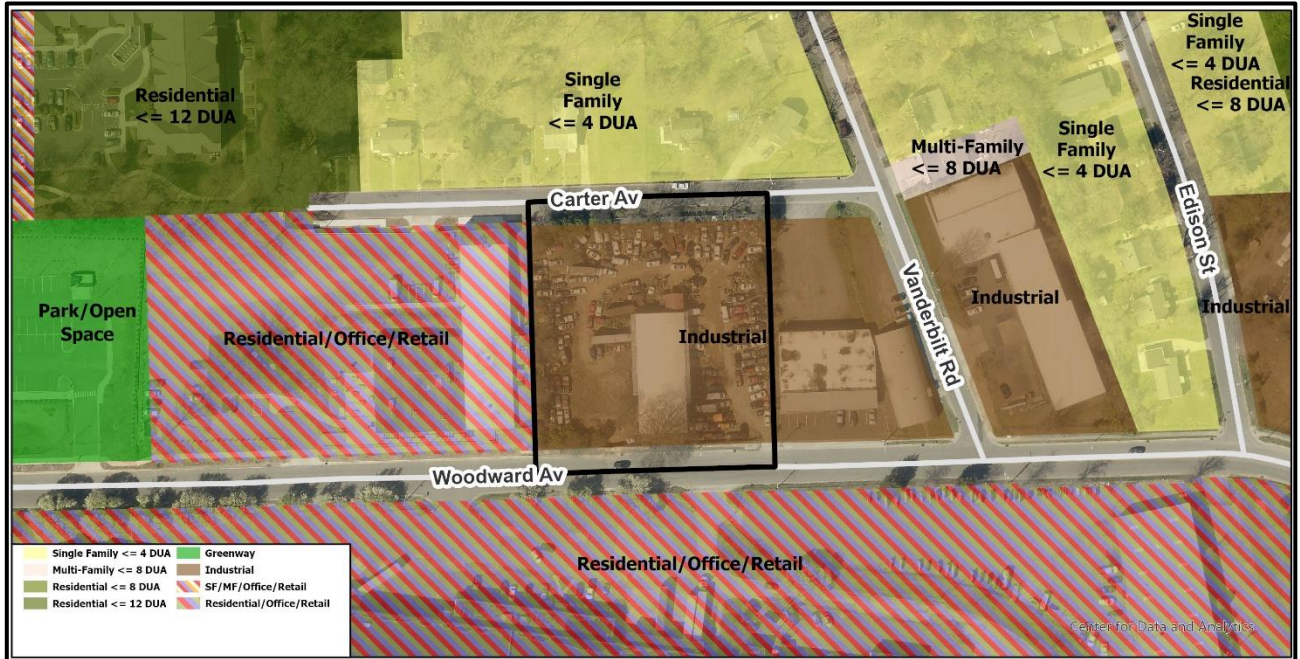 Single
Family
<= 4 DUA
Residential
<= 8 DUA
Residential
<= 12 DUA
Single
Family
<= 4 DUA
Multi-Family
<= 8 DUA
Single
Family
<= 4 DUA
Carter Av
Edison St
Vanderbilt Rd
Park/Open
Space
Residential/Office/Retail
Industrial
Industrial
Industrial
Woodward Av
Residential/Office/Retail
Single Family <= 4 DUA
Multi-Family <= 8 DUA
Residential <= 8 DUA
Residential <= 12 DUA
Greenway
Industrial
SF/MF/Office/Retail
Residential/Office/Retail
Center for Data and Analytics